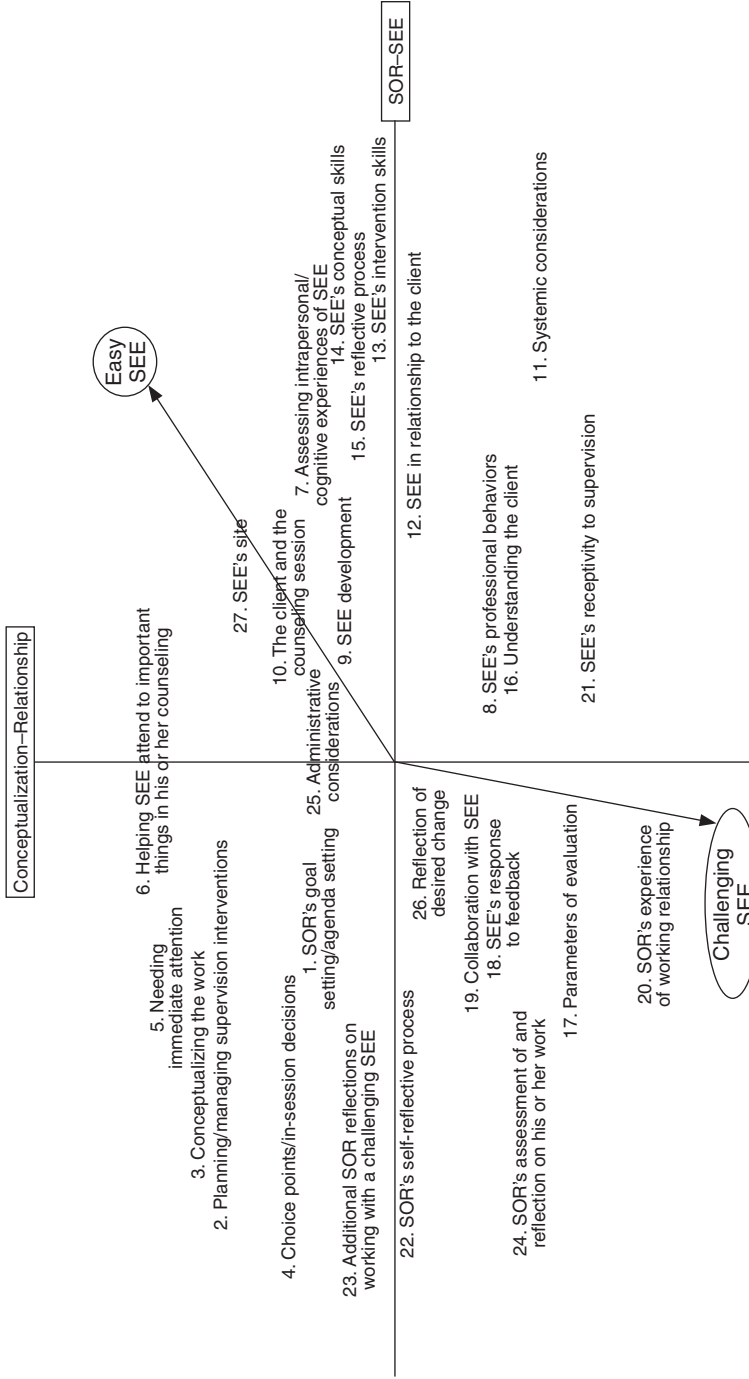 Conceptualization–Relationship
SOR–SEE
Easy
SEE
6. Helping SEE attend to important
things in his or her counseling
5. Needing
immediate attention
3. Conceptualizing the work
2. Planning/managing supervision interventions
27. SEE's site
10. The client and the
counseling session
7. Assessing intrapersonal/
cognitive experiences of SEE
14. SEE's conceptual skills
15. SEE's reflective process
13. SEE's intervention skills
25. Administrative
considerations
9. SEE development
1. SOR's goal
setting/agenda setting
4. Choice points/in-session decisions
23. Additional SOR reflections on
working with a challenging SEE
22. SOR's self-reflective process
26. Reflection of
desired change
12. SEE in relationship to the client
19. Collaboration with SEE
18. SEE's response
to feedback
8. SEE's professional behaviors
16. Understanding the client
11. Systemic considerations
24. SOR's assessment of and
reflection on his or her work
17. Parameters of evaluation
21. SEE's receptivity to supervision
20. SOR's experience
of working relationship
Challenging
SEE